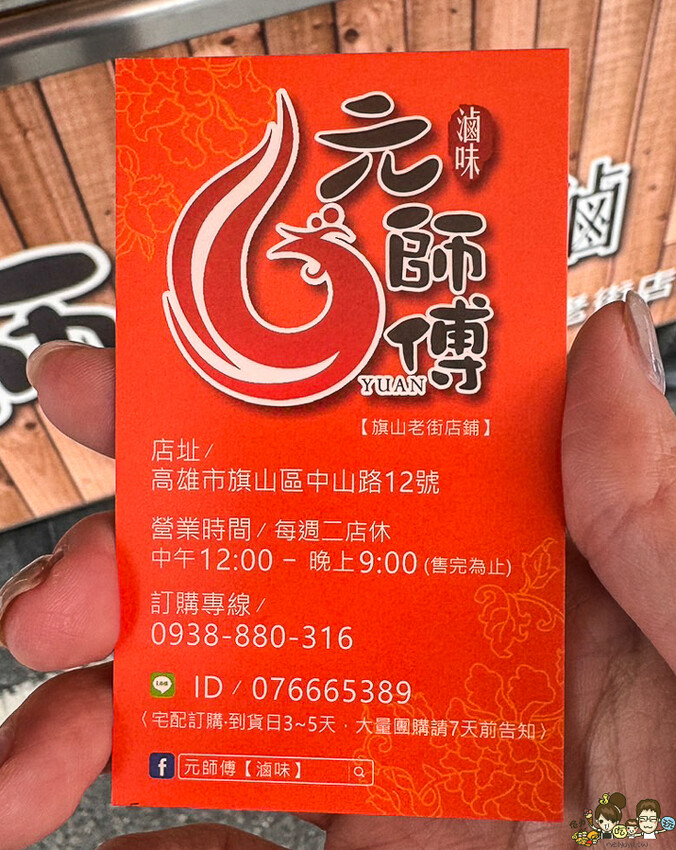 元師傅
滷味
YUAN
【旗山老街店鋪】
店址/
高雄市旗山區中山路12號
營業時間/每週二店休
中午12:00 - 晚上9:00(售完為止)
訂購專線/
0938-880-316
ID/076665389
〈宅配訂購·到貨日3~5天，大量團購請7天前告知〉
元師傅【滷味】
滷
老街店